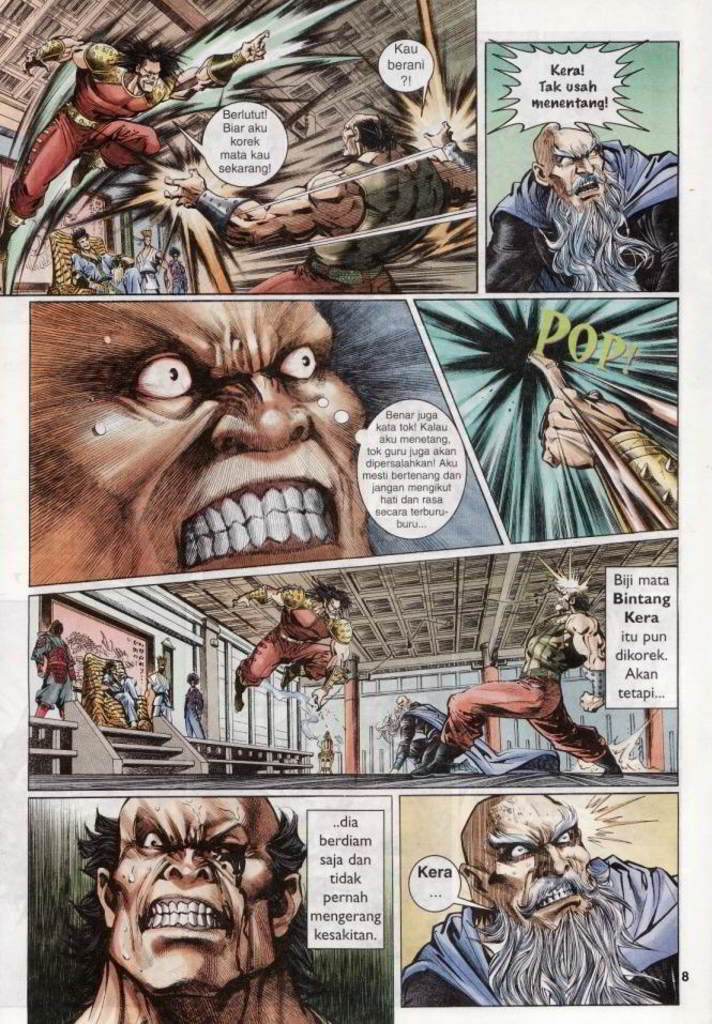 Kau
berani
?!
Berlutut!
Biar aku
korek
mata kau
sekarang!
Kera!
Tak usah
menentang!
Benar juga
kata tok! Kalau
aku menetang,
tok guru juga akan
dipersalahkan! Aku
mesti bertenang dan
jangan mengikut
hati dan rasa
secara terburu-
buru...
POP!
Biji mata
Bintang
Kera
itu pun
dikorek.
Akan
tetapi...
..dia
berdiam
saja dan
tidak
pernah
mengerang
kesakitan.
Kera
...
8